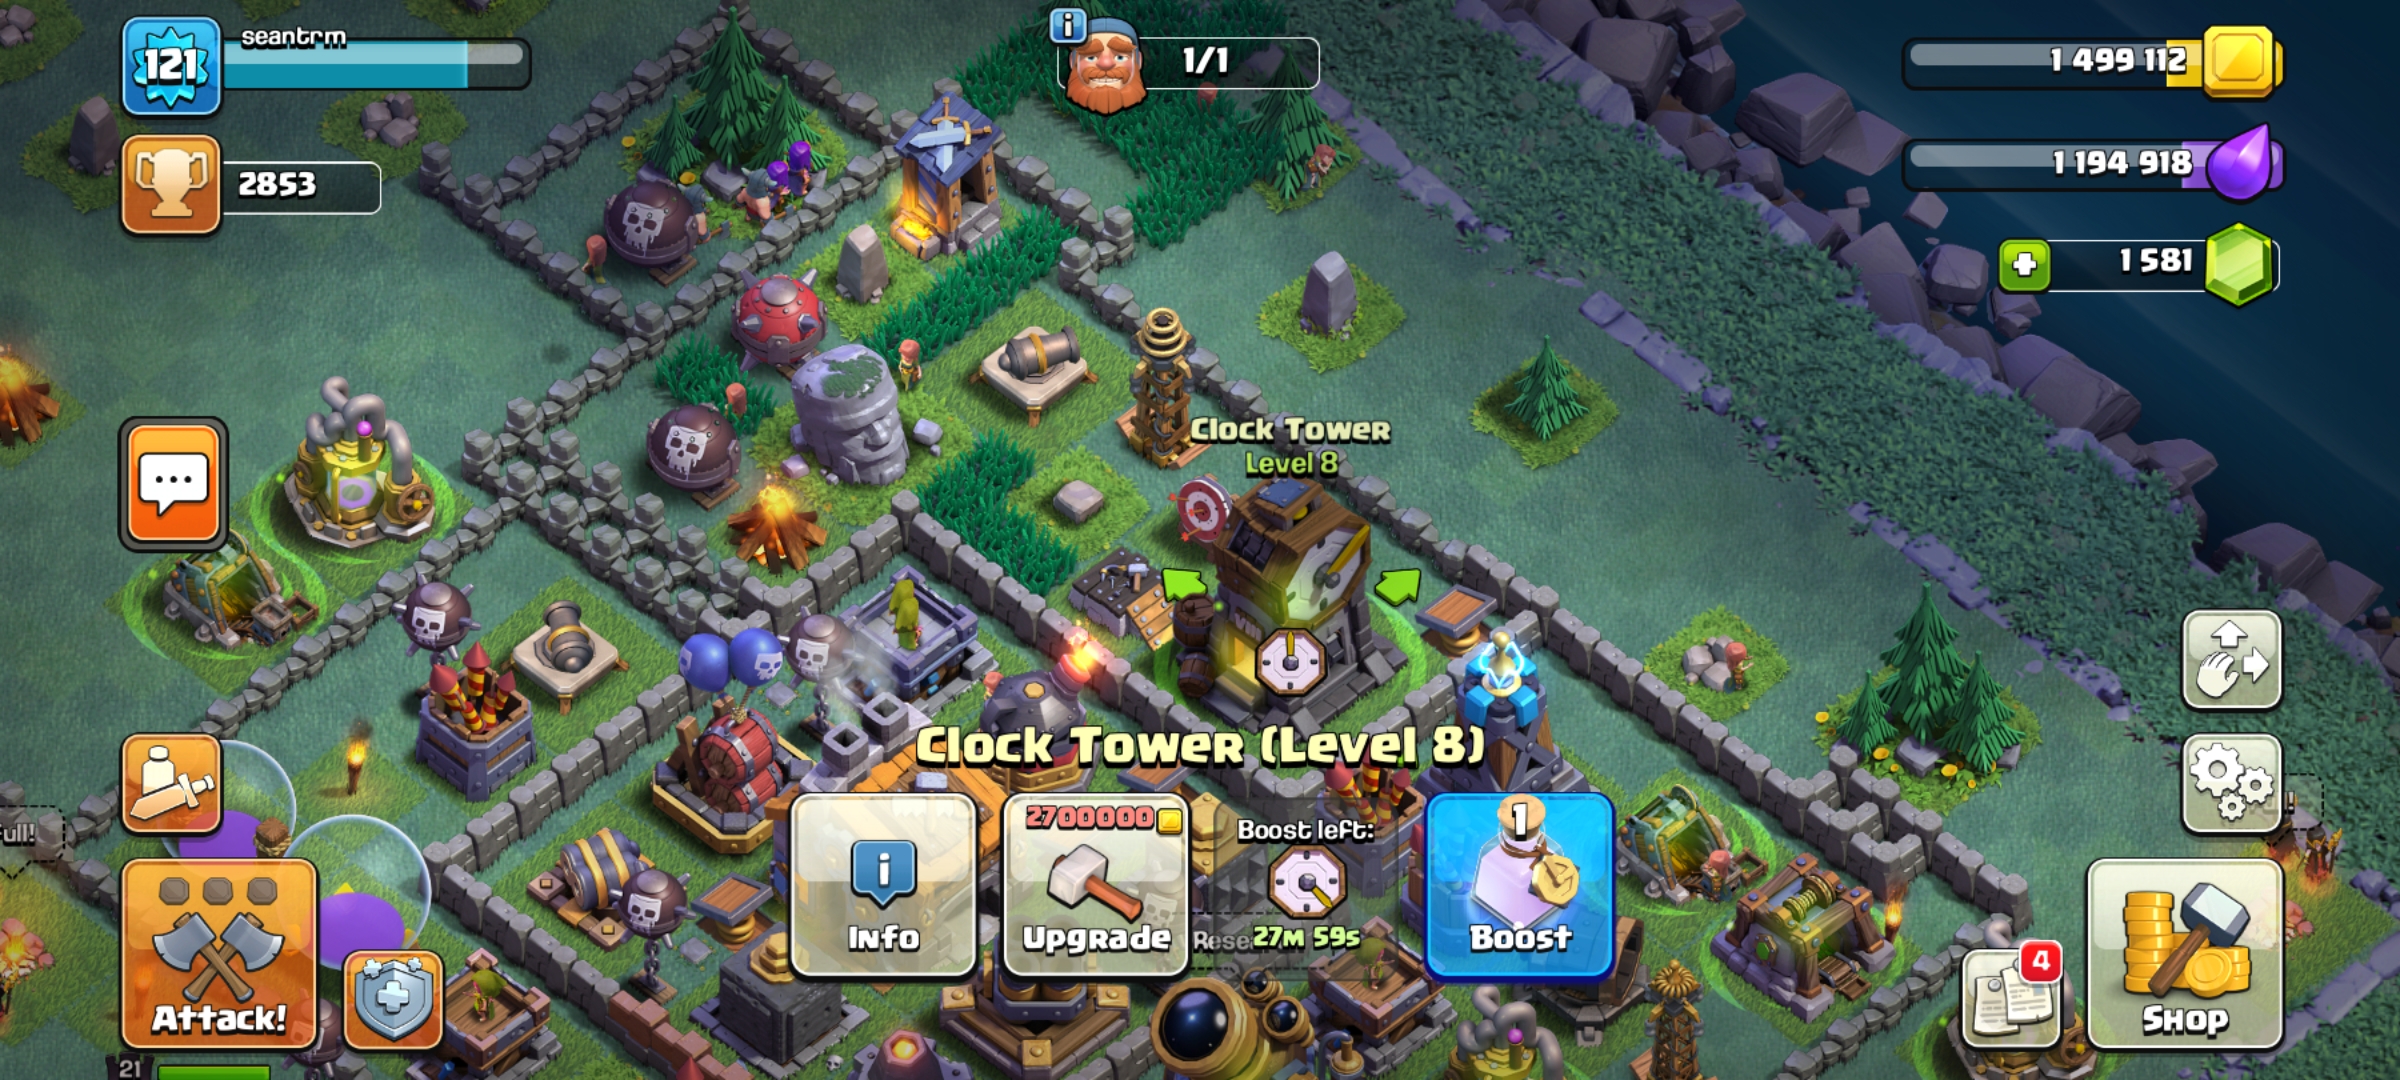 121
seantrm
i
1/1
1 499 112
2853
1 194 918
1 581
Clock Tower
Level 8
Clock Tower (Level 8)
2700000
Boost left:
1
i
Info
Upgrade
27m 59s
Boost
4
Attack!
Shop
21